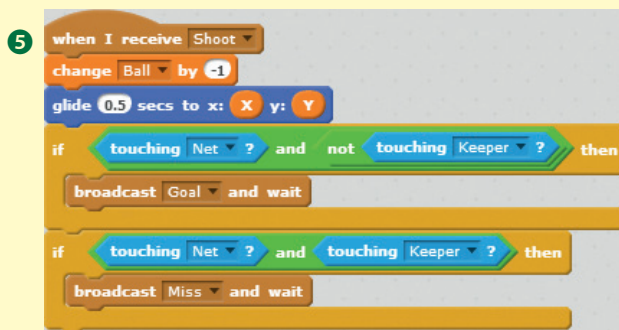 5
when I receive Shoot
change Ball by -1
glide 0.5 secs to x: X y: Y
if touching Net ? and not touching Keeper ? then
broadcast Goal and wait
if touching Net ? and touching Keeper ? then
broadcast Miss and wait